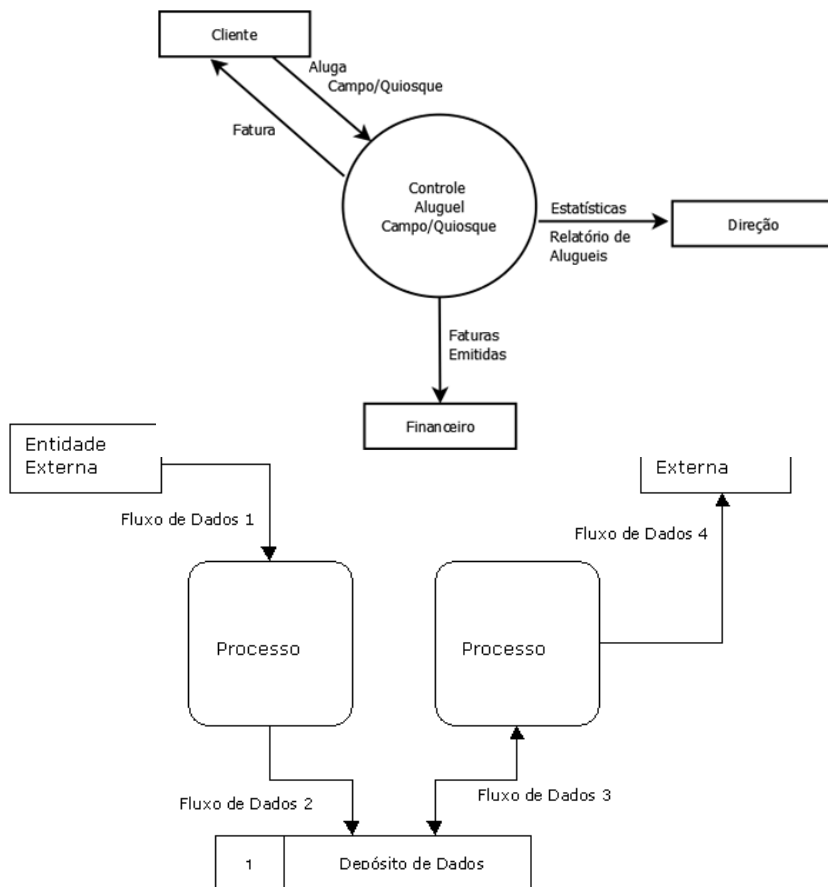 Cliente
Aluga
Campo/Quiosque
Fatura
Controle
Aluguel
Campo/Quiosque
Estatísticas
Relatório de
Alugueis
Direção
Faturas
Emitidas
Financeiro
Entidade
Externa
Externa
Fluxo de Dados 1
Fluxo de Dados 4
Processo
Processo
Fluxo de Dados 2
Fluxo de Dados 3
1
Depósito de Dados